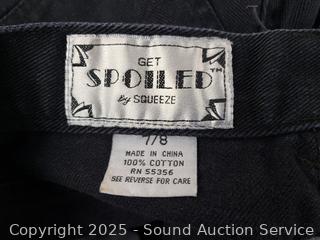 GET
SPOILED™
By SQUEEZE
7/8
MADE IN CHINA
100% COTTON
RN 55356
SEE REVERSE FOR CARE
Copyright 2025 - Sound Auction Service